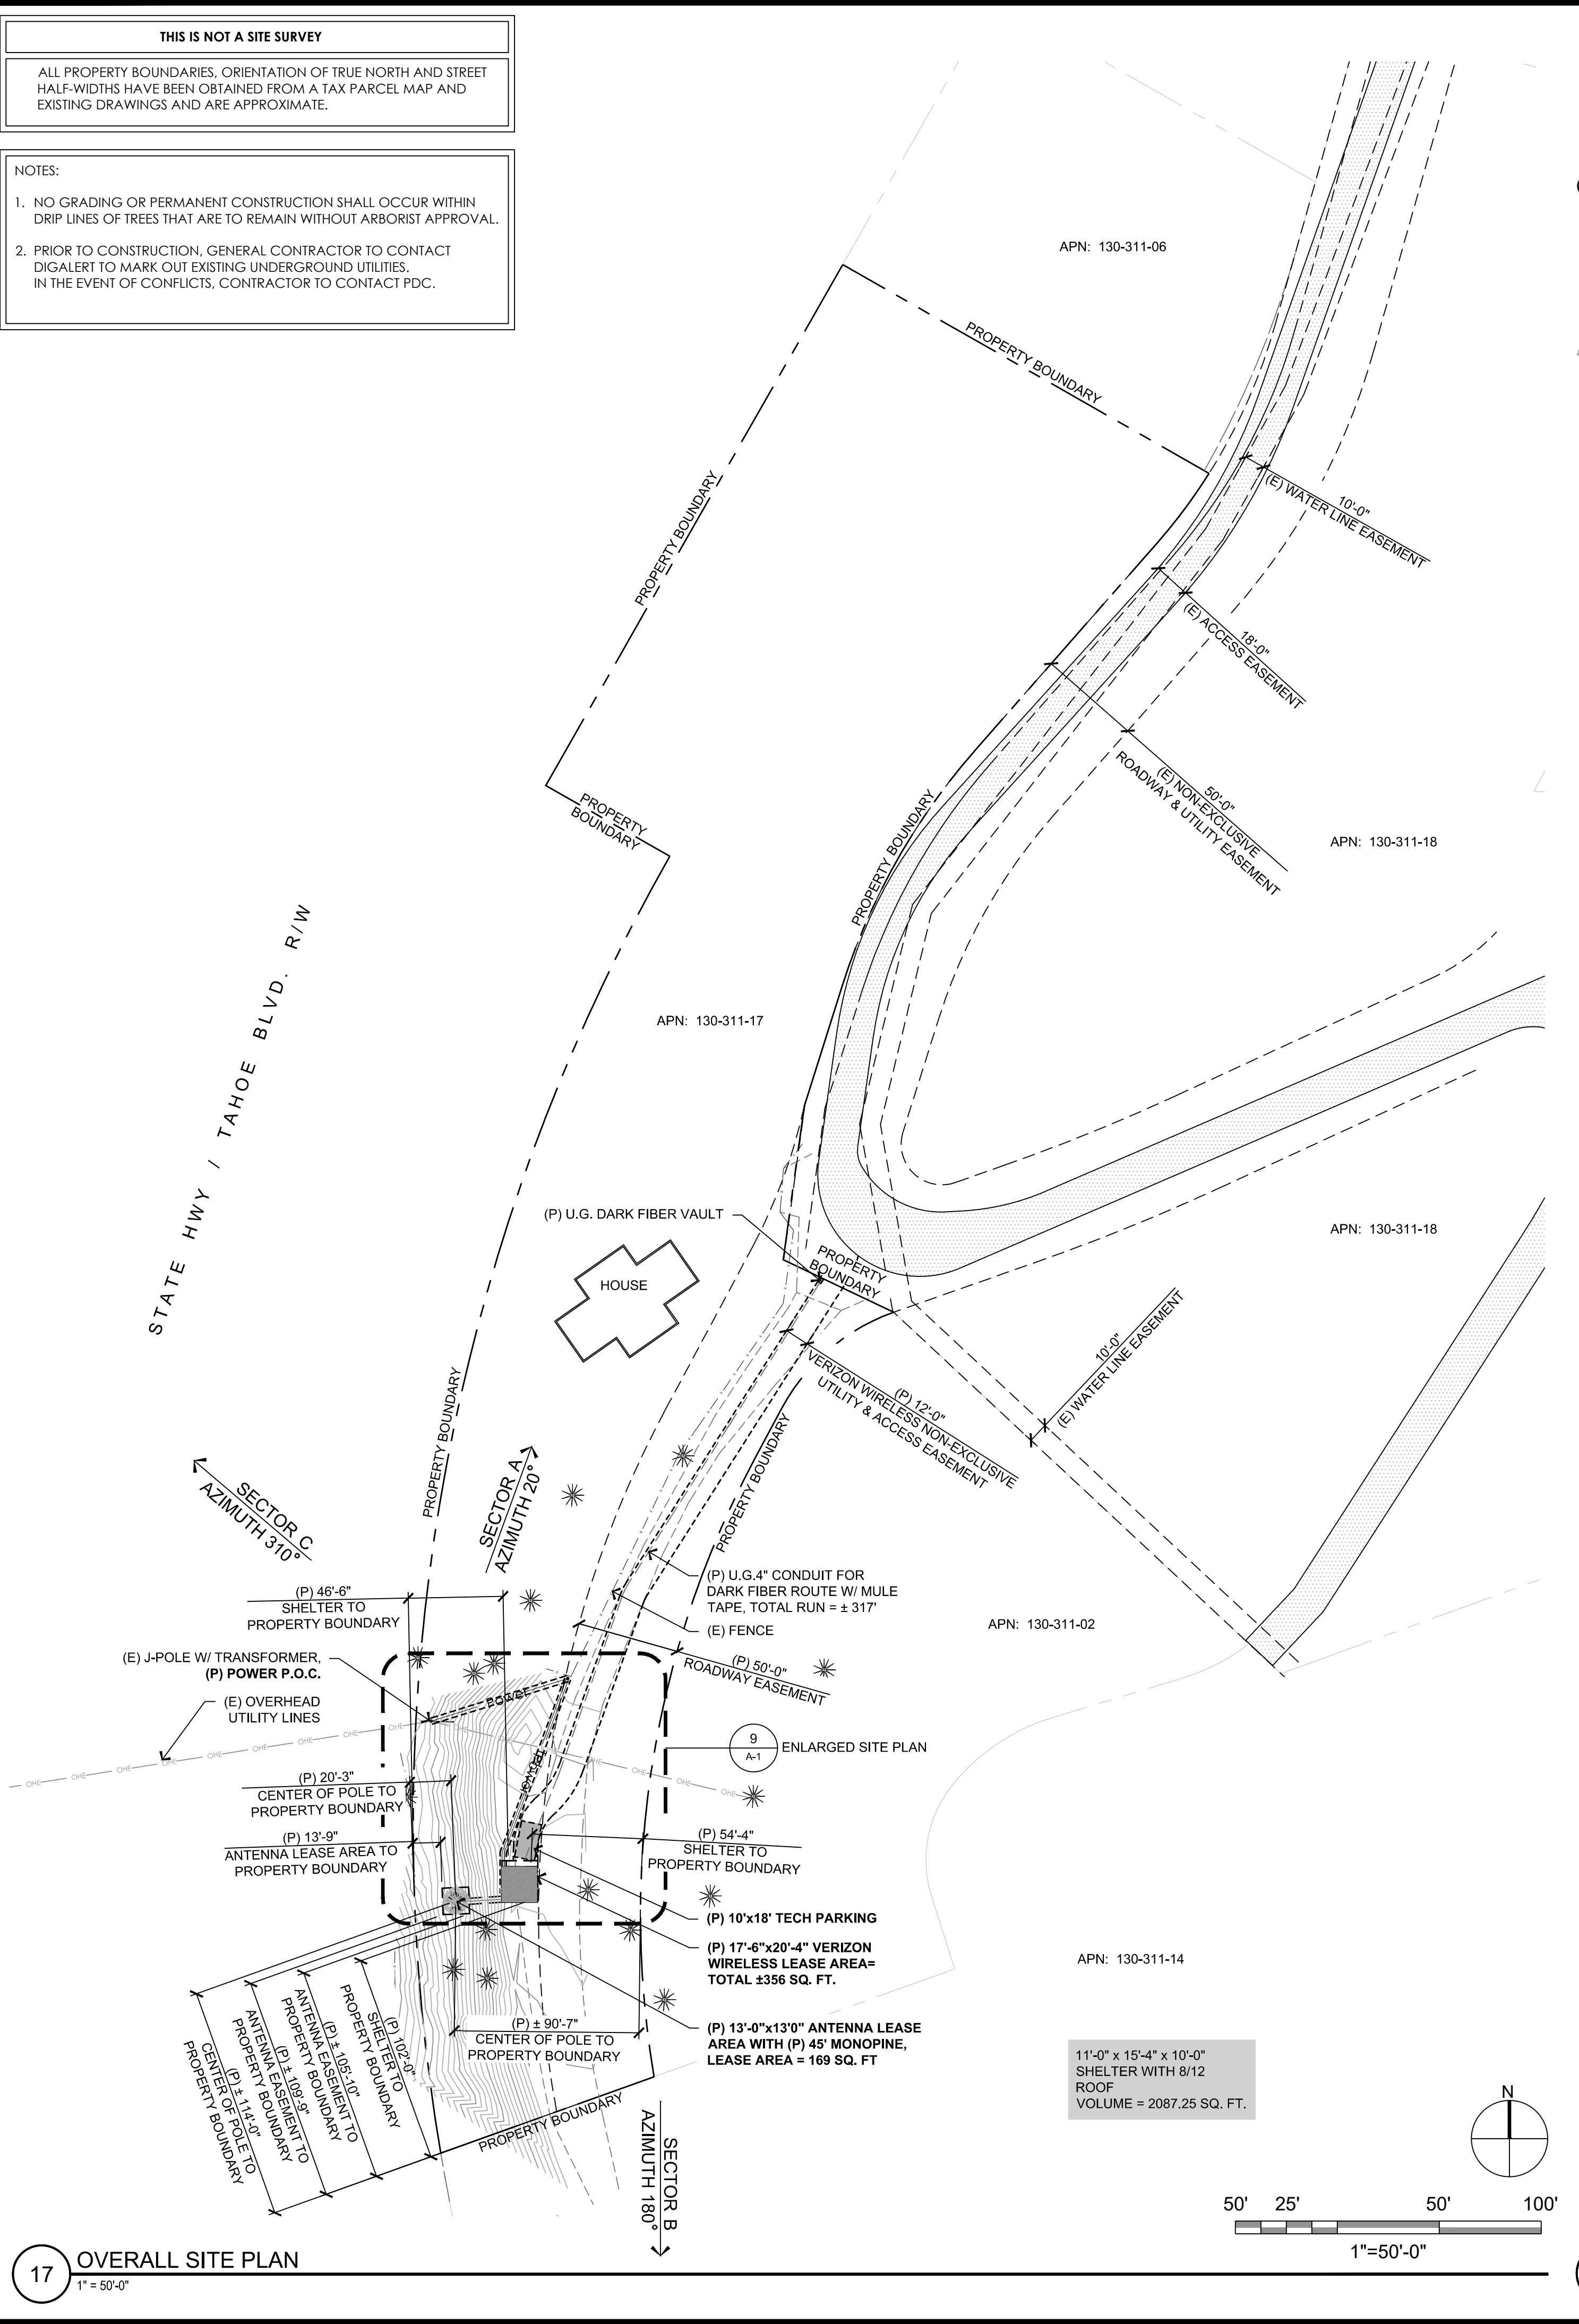 THIS IS NOT A SITE SURVEY
ALL PROPERTY BOUNDARIES, ORIENTATION OF TRUE NORTH AND STREET
HALF-WIDTHS HAVE BEEN OBTAINED FROM A TAX PARCEL MAP AND
EXISTING DRAWINGS AND ARE APPROXIMATE.
NOTES:
1. NO GRADING OR PERMANENT CONSTRUCTION SHALL OCCUR WITHIN
DRIP LINES OF TREES THAT ARE TO REMAIN WITHOUT ARBORIST APPROVAL.
2. PRIOR TO CONSTRUCTION, GENERAL CONTRACTOR TO CONTACT
DIGALERT TO MARK OUT EXISTING UNDERGROUND UTILITIES.
IN THE EVENT OF CONFLICTS, CONTRACTOR TO CONTACT PDC.
APN: 130-311-06
PROPERTY BOUNDARY
PROPERTY BOUNDARY
10'-0"
(E) WATER LINE EASEMENT
18'-0"
(E) ACCESS EASEMENT
50'-0"
(E) NON-EXCLUSIVE
ROADWAY & UTILITY EASEMENT
PROPERTY
BOUNDARY
PROPERTY BOUNDARY
APN: 130-311-18
STATE HWY / TAHOE BLVD. R/W
APN: 130-311-17
(P) U.G. DARK FIBER VAULT
HOUSE
PROPERTY
BOUNDARY
APN: 130-311-18
10'-0"
(E) WATER LINE EASEMENT
(P) 12'-0"
VERIZON WIRELESS NON-EXCLUSIVE
UTILITY & ACCESS EASEMENT
PROPERTY BOUNDARY
PROPERTY BOUNDARY
SECTOR C
AZIMUTH 310°
SECTOR A
AZIMUTH 20°
(P) U.G.4" CONDUIT FOR
DARK FIBER ROUTE W/ MULE
TAPE, TOTAL RUN = ± 317'
(E) FENCE
APN: 130-311-02
(P) 46'-6"
SHELTER TO
PROPERTY BOUNDARY
(P) 50'-0"
ROADWAY EASEMENT
(E) J-POLE W/ TRANSFORMER,
(P) POWER P.O.C.
(E) OVERHEAD
UTILITY LINES
POWER
POWER
OHE
OHE
OHE
OHE
OHE
OHE
OHE
OHE
OHE
OHE
OHE
OHE
OHE
9
A-1
ENLARGED SITE PLAN
(P) 20'-3"
CENTER OF POLE TO
PROPERTY BOUNDARY
(P) 13'-9"
ANTENNA LEASE AREA TO
PROPERTY BOUNDARY
(P) 54'-4"
SHELTER TO
PROPERTY BOUNDARY
(P) 10'x18' TECH PARKING
(P) 17'-6"x20'-4" VERIZON
WIRELESS LEASE AREA=
TOTAL ±356 SQ. FT.
APN: 130-311-14
(P) 13'-0"x13'0" ANTENNA LEASE
AREA WITH (P) 45' MONOPINE,
LEASE AREA = 169 SQ. FT
(P) ± 90'-7"
CENTER OF POLE TO
PROPERTY BOUNDARY
(P) 102'-0"
SHELTER TO
PROPERTY BOUNDARY
(P) ± 105'-10"
ANTENNA EASEMENT TO
PROPERTY BOUNDARY
(P) ± 109'-9"
ANTENNA EASEMENT TO
PROPERTY BOUNDARY
(P) ± 114'-0"
CENTER OF POLE TO
PROPERTY BOUNDARY
PROPERTY BOUNDARY
SECTOR B
AZIMUTH 180°
11'-0" x 15'-4" x 10'-0"
SHELTER WITH 8/12
ROOF
VOLUME = 2087.25 SQ. FT.
N
50' 25' 50' 100'
1"=50'-0"
17
OVERALL SITE PLAN
1" = 50'-0"